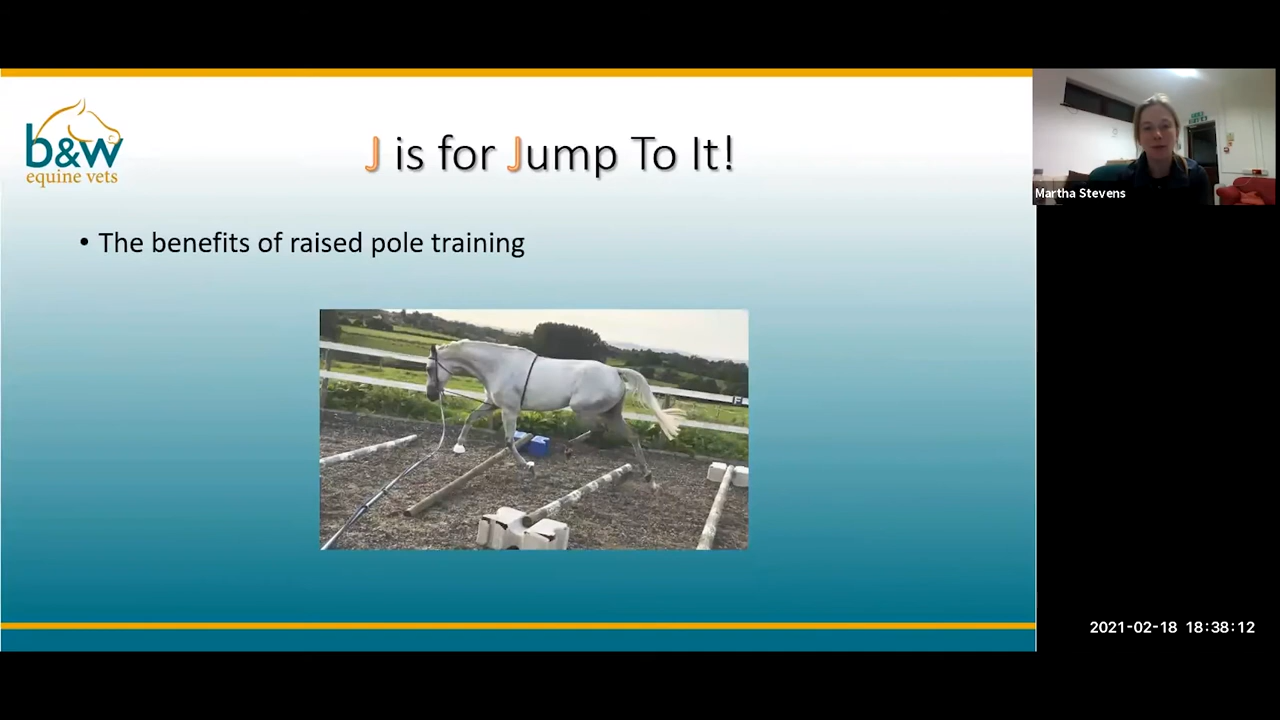 b&w
equine vets
J is for Jump To It!
• The benefits of raised pole training
Martha Stevens
2021-02-18 18:38:12